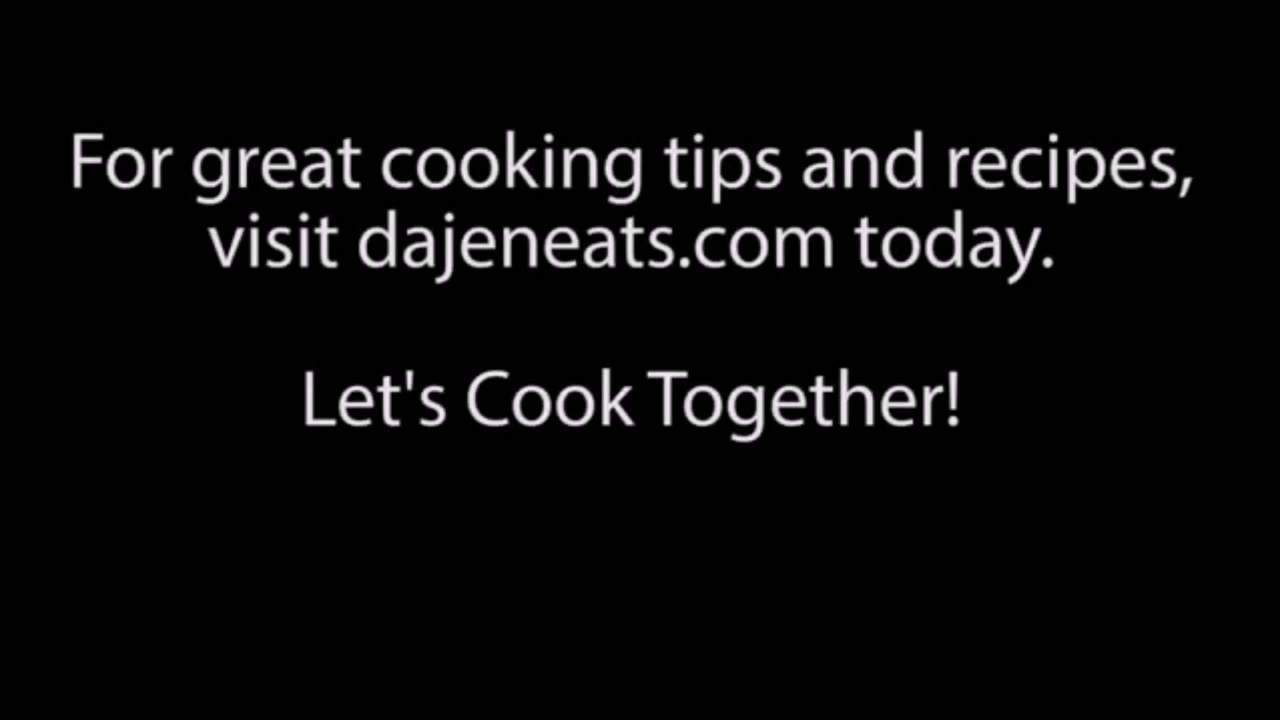 For great cooking tips and recipes,
visit dajeneats.com today.
Let's Cook Together!